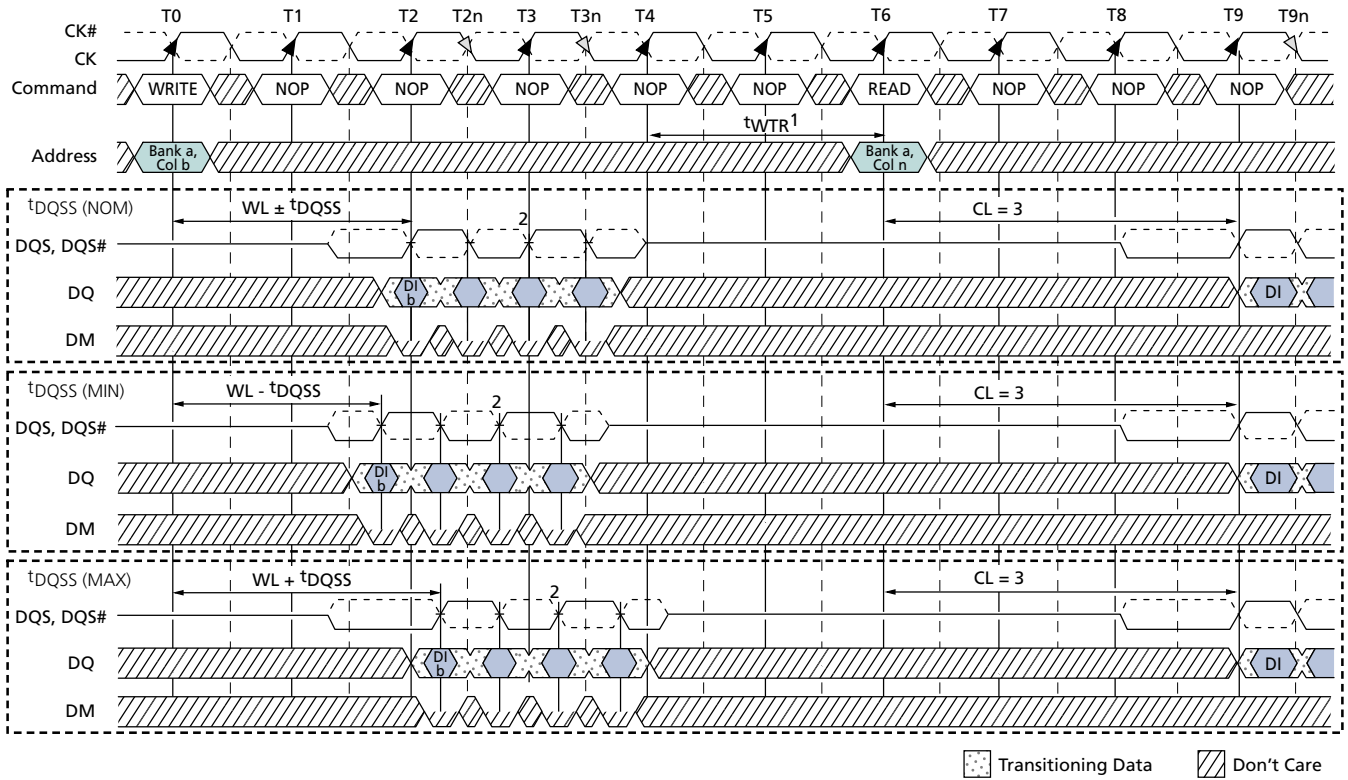 T0 T1 T2 T2n T3 T3n T4 T5 T6 T7 T8 T9 T9n
CK#
CK
Command WRITE NOP NOP NOP NOP NOP READ NOP NOP NOP
tWTR1
Address Bank a, Col b Bank a, Col n
tDQSS (NOM) WL ± tDQSS CL = 3
2
DQS, DQS#
DQ DI b DI
DM
tDQSS (MIN) WL - tDQSS CL = 3
2
DQS, DQS#
DQ DI b DI
DM
tDQSS (MAX) WL + tDQSS CL = 3
2
DQS, DQS#
DQ DI b DI
DM
Transitioning Data Don't Care